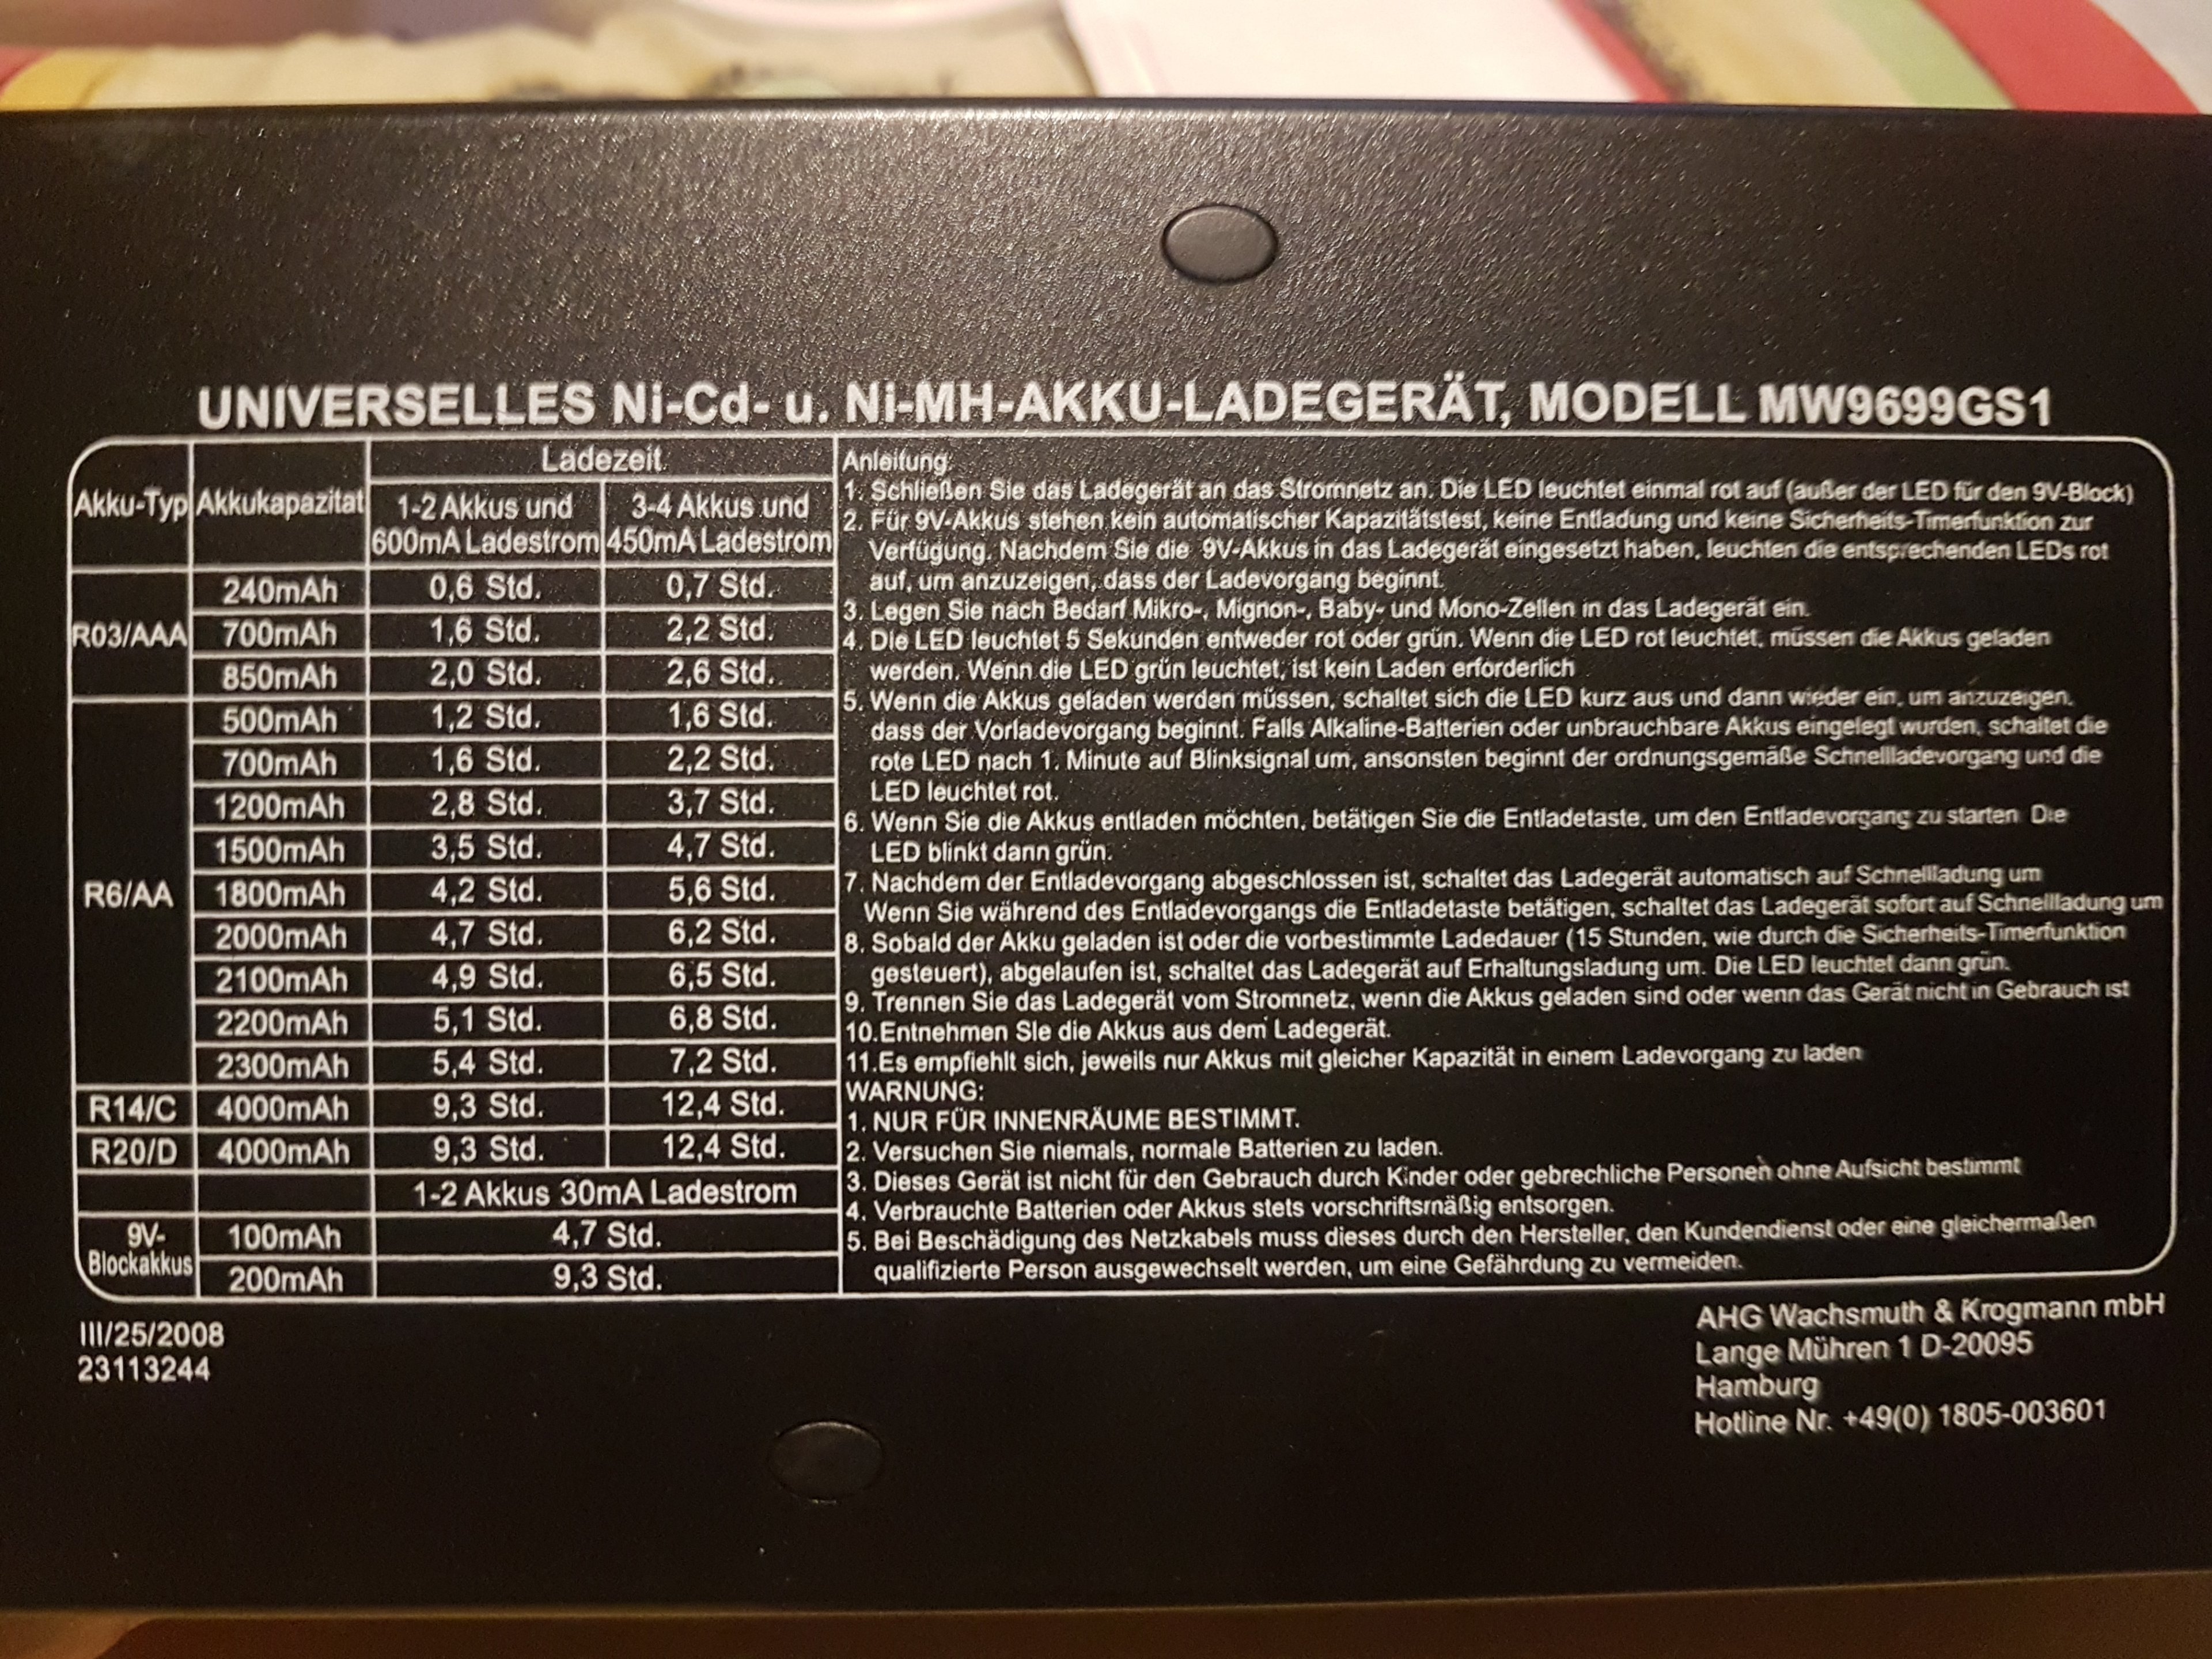 UNIVERSELLES Ni-Cd- u. Ni-MH-AKKU-LADEGERÄT, MODELL MW9699GS1
Akku-Typ Akkukapazitat Ladezeit
1-2 Akkus und 3-4 Akkus und
600mA Ladestrom 450mA Ladestrom
R03/AAA
240mAh 0,6 Std. 0,7 Std.
700mAh 1,6 Std. 2,2 Std.
850mAh 2,0 Std. 2,6 Std.
R6/AA
500mAh 1,2 Std. 1,6 Std.
700mAh 1,6 Std. 2,2 Std.
1200mAh 2,8 Std. 3,7 Std.
1500mAh 3,5 Std. 4,7 Std.
1800mAh 4,2 Std. 5,6 Std.
2000mAh 4,7 Std. 6,2 Std.
2100mAh 4,9 Std. 6,5 Std.
2200mAh 5,1 Std. 6,8 Std.
2300mAh 5,4 Std. 7,2 Std.
R14/C 4000mAh 9,3 Std. 12,4 Std.
R20/D 4000mAh 9,3 Std. 12,4 Std.
1-2 Akkus 30mA Ladestrom
9V-
Blockakkus
100mAh 4,7 Std.
200mAh 9,3 Std.
Anleitung:
1. Schließen Sie das Ladegerät an das Stromnetz an. Die LED leuchtet einmal rot auf (außer der LED für den 9V-Block)
2. Für 9V-Akkus stehen kein automatischer Kapazitätstest, keine Entladung und keine Sicherheits-Timerfunktion zur
Verfügung. Nachdem Sie die 9V-Akkus in das Ladegerät eingesetzt haben, leuchten die entsprechenden LEDs rot
auf, um anzuzeigen, dass der Ladevorgang beginnt.
3. Legen Sie nach Bedarf Mikro-, Mignon-, Baby- und Mono-Zellen in das Ladegerät ein.
4. Die LED leuchtet 5 Sekunden entweder rot oder grün. Wenn die LED rot leuchtet, müssen die Akkus geladen
werden. Wenn die LED grün leuchtet, ist kein Laden erforderlich
5. Wenn die Akkus geladen werden müssen, schaltet sich die LED kurz aus und dann wieder ein, um anzuzeigen,
dass der Vorladevorgang beginnt. Falls Alkaline-Batterien oder unbrauchbare Akkus eingelegt wurden, schaltet die
rote LED nach 1. Minute auf Blinksignal um, ansonsten beginnt der ordnungsgemäße Schnellladevorgang und die
LED leuchtet rot.
6. Wenn Sie die Akkus entladen möchten, betätigen Sie die Entladetaste, um den Entladevorgang zu starten Die
LED blinkt dann grün.
7. Nachdem der Entladevorgang abgeschlossen ist, schaltet das Ladegerät automatisch auf Schnellladung um
Wenn Sie während des Entladevorgangs die Entladetaste betätigen, schaltet das Ladegerät sofort auf Schnellladung um
8. Sobald der Akku geladen ist oder die vorbestimmte Ladedauer (15 Stunden, wie durch die Sicherheits-Timerfunktion
gesteuert), abgelaufen ist, schaltet das Ladegerät auf Erhaltungsladung um. Die LED leuchtet dann grün.
9. Trennen Sie das Ladegerät vom Stromnetz, wenn die Akkus geladen sind oder wenn das Gerät nicht in Gebrauch ist
10.Entnehmen SIe die Akkus aus dem Ladegerät.
11.Es empfiehlt sich, jeweils nur Akkus mit gleicher Kapazität in einem Ladevorgang zu laden
WARNUNG:
1. NUR FÜR INNENRÄUME BESTIMMT.
2. Versuchen Sie niemals, normale Batterien zu laden.
3. Dieses Gerät ist nicht für den Gebrauch durch Kinder oder gebrechliche Personen ohne Aufsicht bestimmt
4. Verbrauchte Batterien oder Akkus stets vorschriftsmäßig entsorgen.
5. Bei Beschädigung des Netzkabels muss dieses durch den Hersteller, den Kundendienst oder eine gleichermaßen
qualifizierte Person ausgewechselt werden, um eine Gefährdung zu vermeiden.
III/25/2008
23113244
AHG Wachsmuth & Krogmann mbH
Lange Mühren 1 D-20095
Hamburg
Hotline Nr. +49(0) 1805-003601